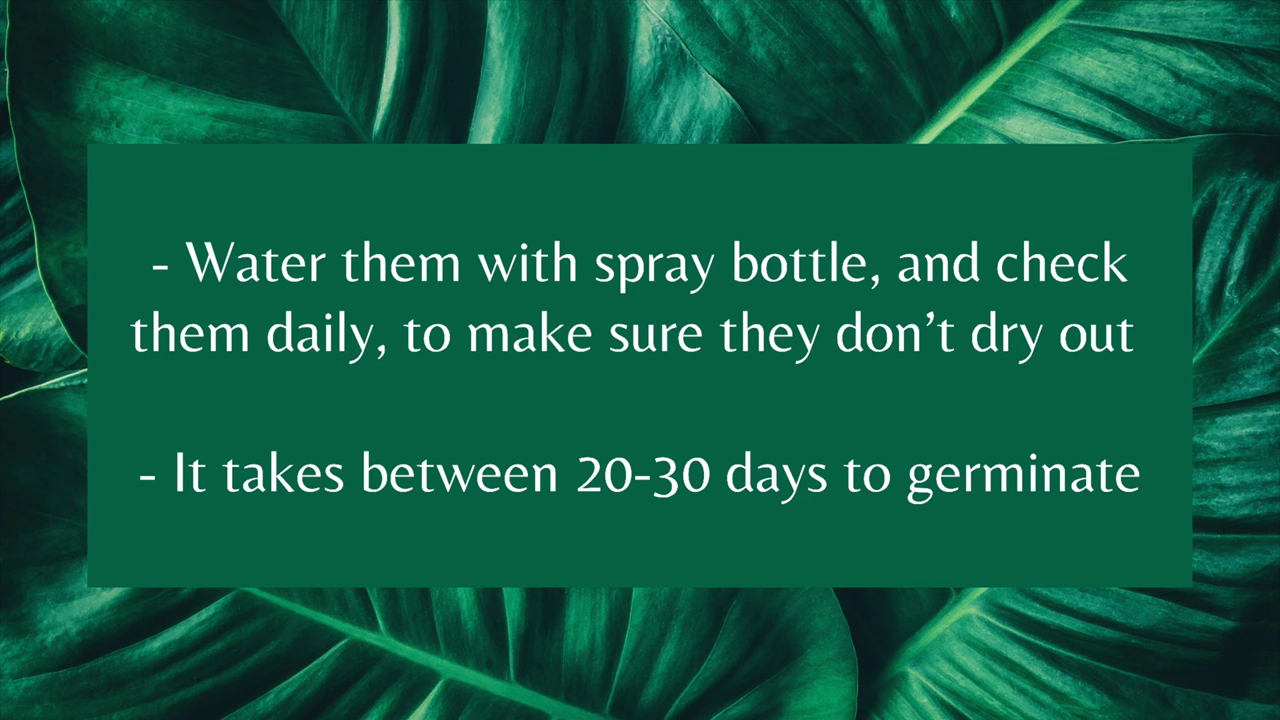 - Water them with spray bottle, and check
them daily, to make sure they don’t dry out
- It takes between 20-30 days to germinate